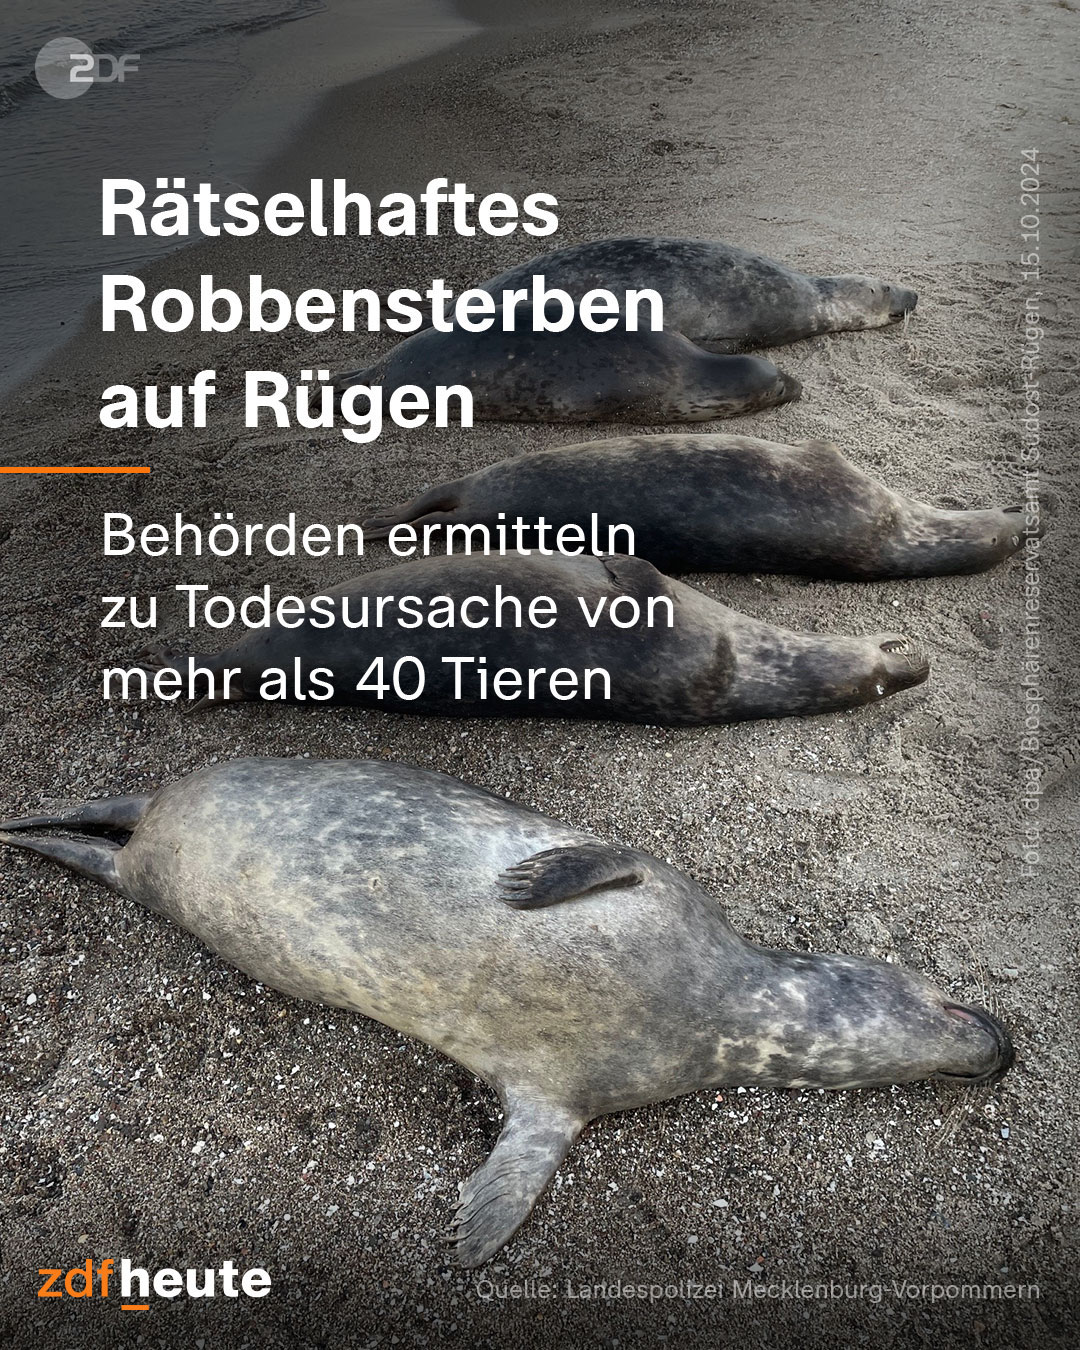 ZDF
Rätselhaftes
Robbensterben
auf Rügen
Behörden ermitteln
zu Todesursache von
mehr als 40 Tieren
Foto: dpa/Biosphärenreservatsamt Südost-Rügen, 15.10.2024
zdfheute
Quelle: Landespolizei Mecklenburg-Vorpommern